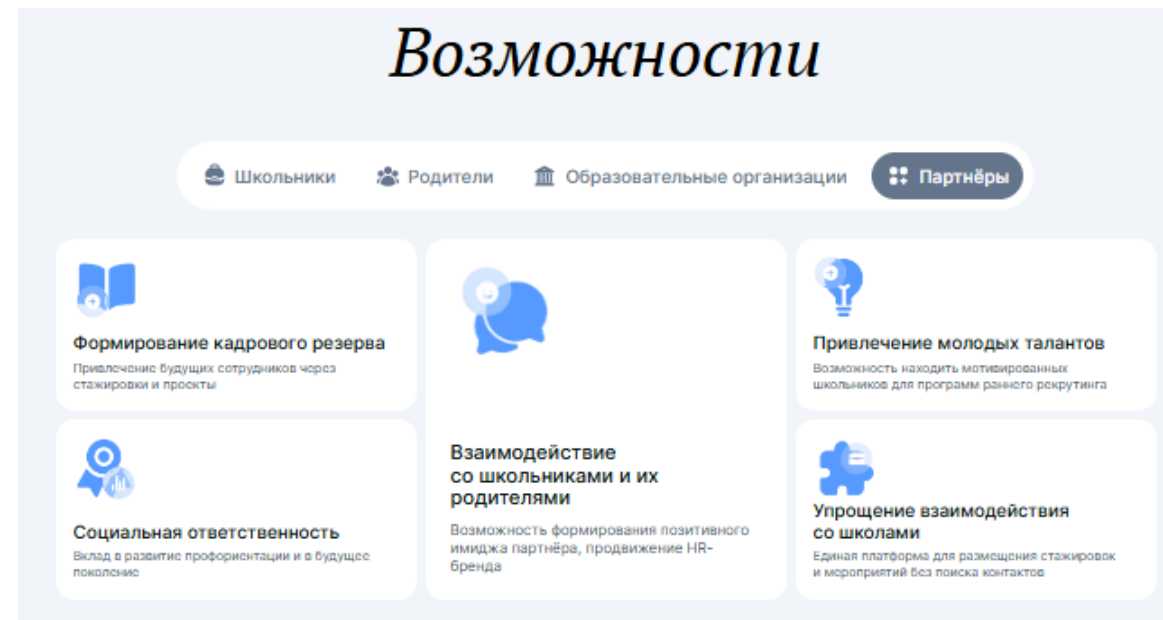 Возможности
Школьники
Родители
Образовательные организации
Партнёры
Формирование кадрового резерва
Привлечение будущих сотрудников через
стажировки и проекты
Социальная ответственность
Вклад в развитие профориентации и в будущее
поколение
Взаимодействие
со школьниками и их
родителями
Возможность формирования позитивного
имиджа партнёра, продвижение HR-
бренда
Привлечение молодых талантов
Возможность находить мотивированных
школьников для программ раннего рекрутинга
Упрощение взаимодействия
со школами
Единая платформа для размещения стажировок
и мероприятий без поиска контактов